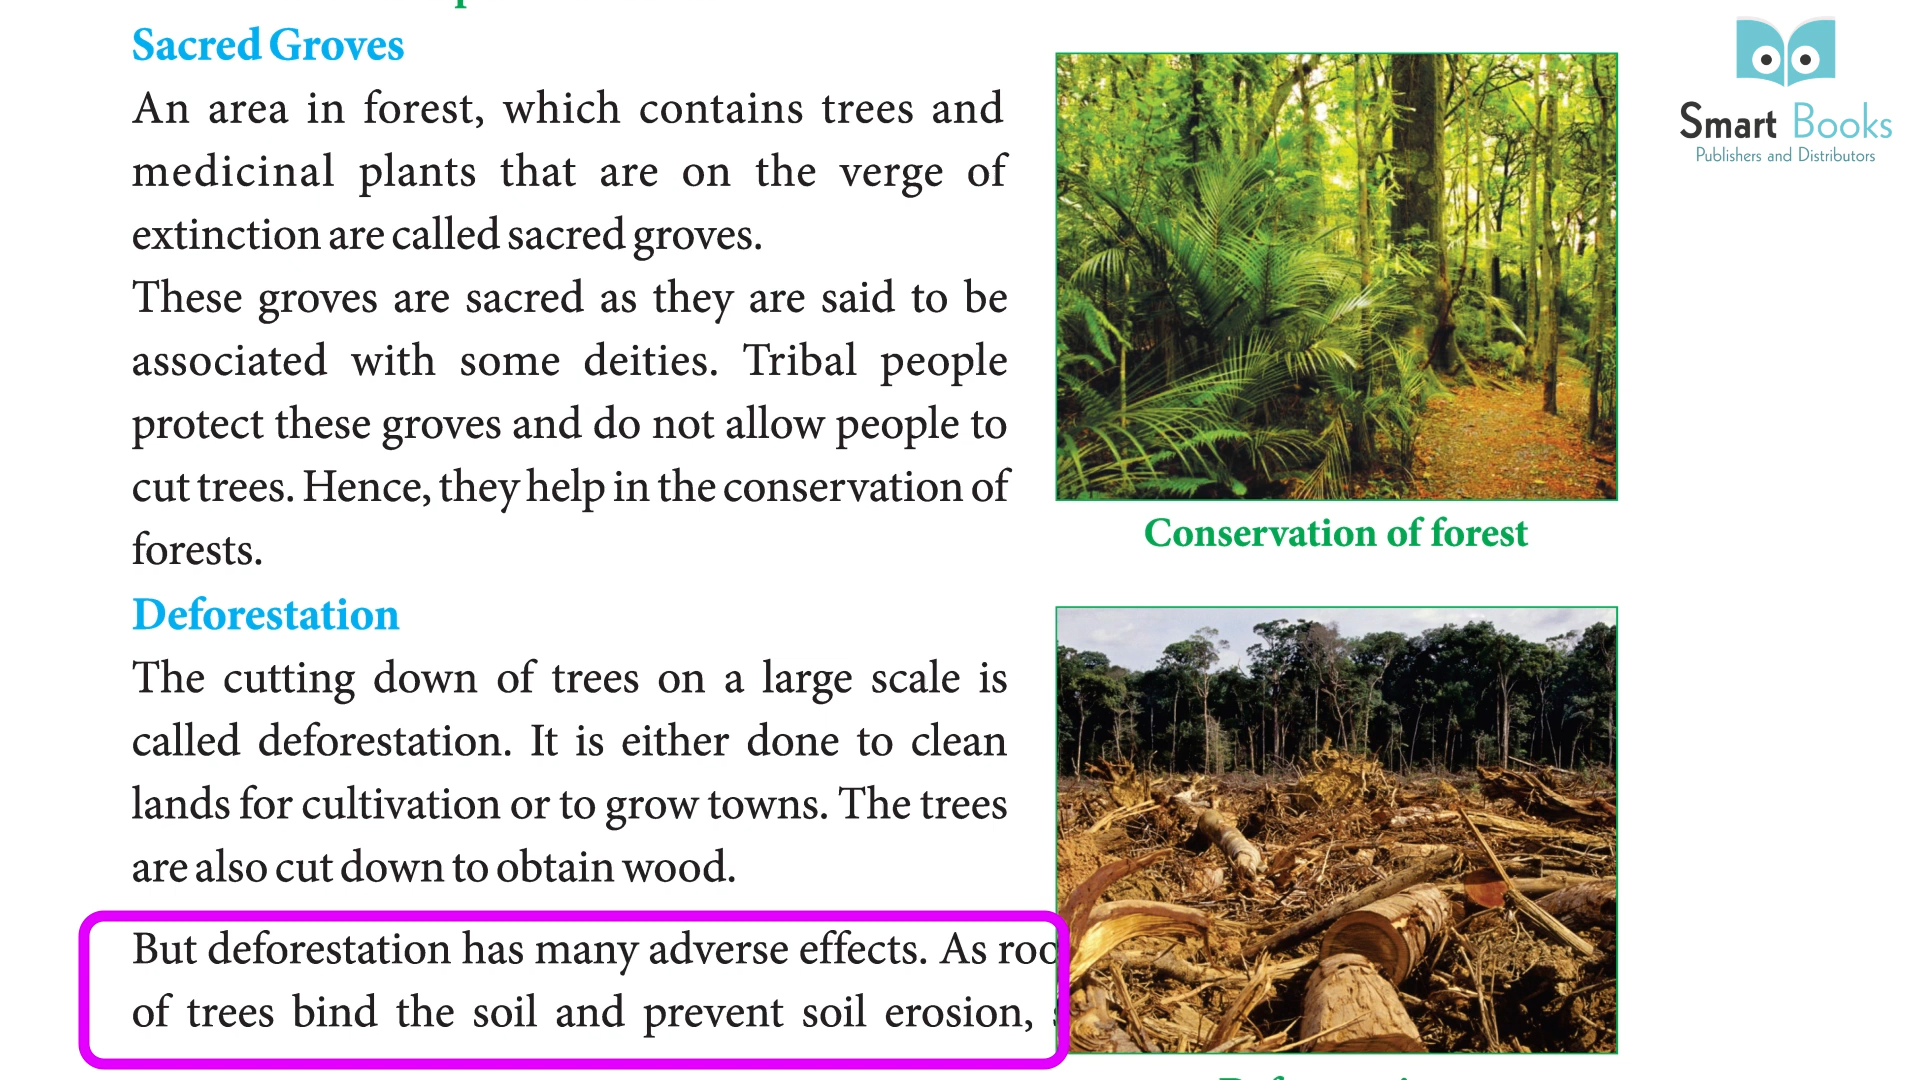 Sacred Groves
An area in forest, which contains trees and
medicinal plants that are on the verge of
extinction are called sacred groves.
These groves are sacred as they are said to be
associated with some deities. Tribal people
protect these groves and do not allow people to
cut trees. Hence, they help in the conservation of
forests.
Deforestation
The cutting down of trees on a large scale is
called deforestation. It is either done to clean
lands for cultivation or to grow towns. The trees
are also cut down to obtain wood.
But deforestation has many adverse effects. As
of trees bind the soil and prevent soil erosion,
Conservation of forest
Smart Books
Publishers and Distributors